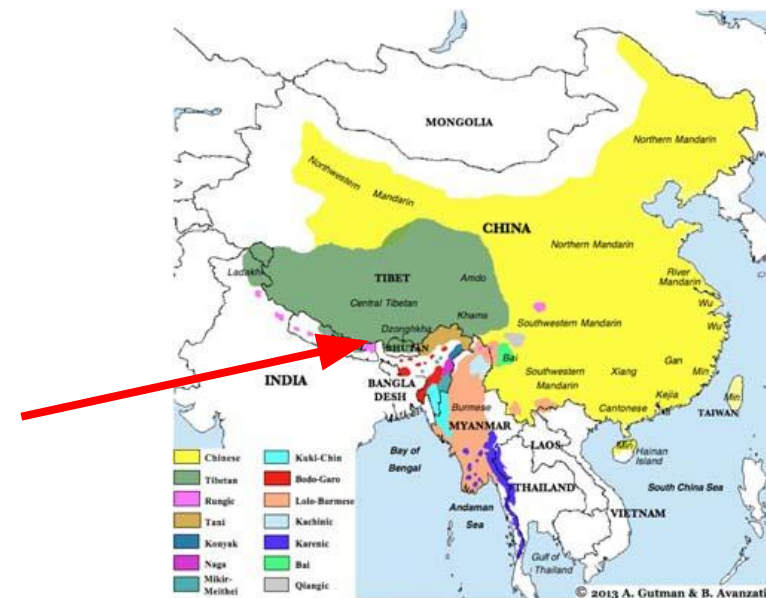 MONGOLIA
Northern Mandarin
Northwestern
Mandarin
CHINA
Northern Mandarin
Ladakhi
TIBET
Amdo
River
Mandarin
Central Tibetan
Wu
Khams
Dzonghkha
Southwestern Mandarin
Wu
BHUTAN
Bai
Gan
INDIA
BANGLA
DESH
Southwestern
Mandarin
Xiang
Min
Burmese
Kejia
Cantonese
Min
TAIWAN
MYANMAR
LAOS
Min
Hainan
Island
Bay of
Bengal
THAILAND
South China Sea
Andaman
Sea
VIETNAM
Gulf of
Thailand
Chinese
Tibetan
Rungic
Tani
Konyak
Naga
Mikir-
Meithei
Kuki-Chin
Bodo-Garo
Lolo-Burmese
Kachinic
Karenic
Bai
Qiangic
© 2013 A. Gutman & B. Avanzati